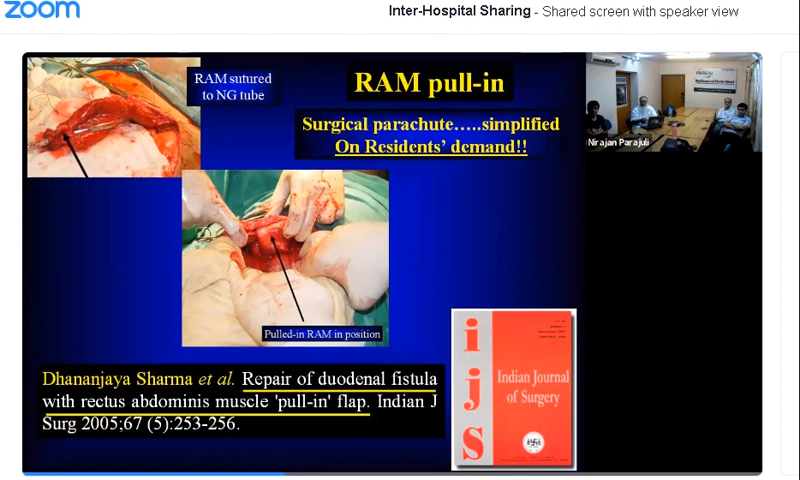 zoom
Inter-Hospital Sharing - Shared screen with speaker view
RAM sutured
to NG tube
RAM pull-in
Surgical parachute.....simplified
On Residents' demand!!
Nirajan Parajuli
Pulled-in RAM in position
Dhananjaya Sharma et al. Repair of duodenal fistula
with rectus abdominis muscle 'pull-in' flap. Indian J
Surg 2005;67 (5):253-256.
ijs
Indian Journal
of Surgery